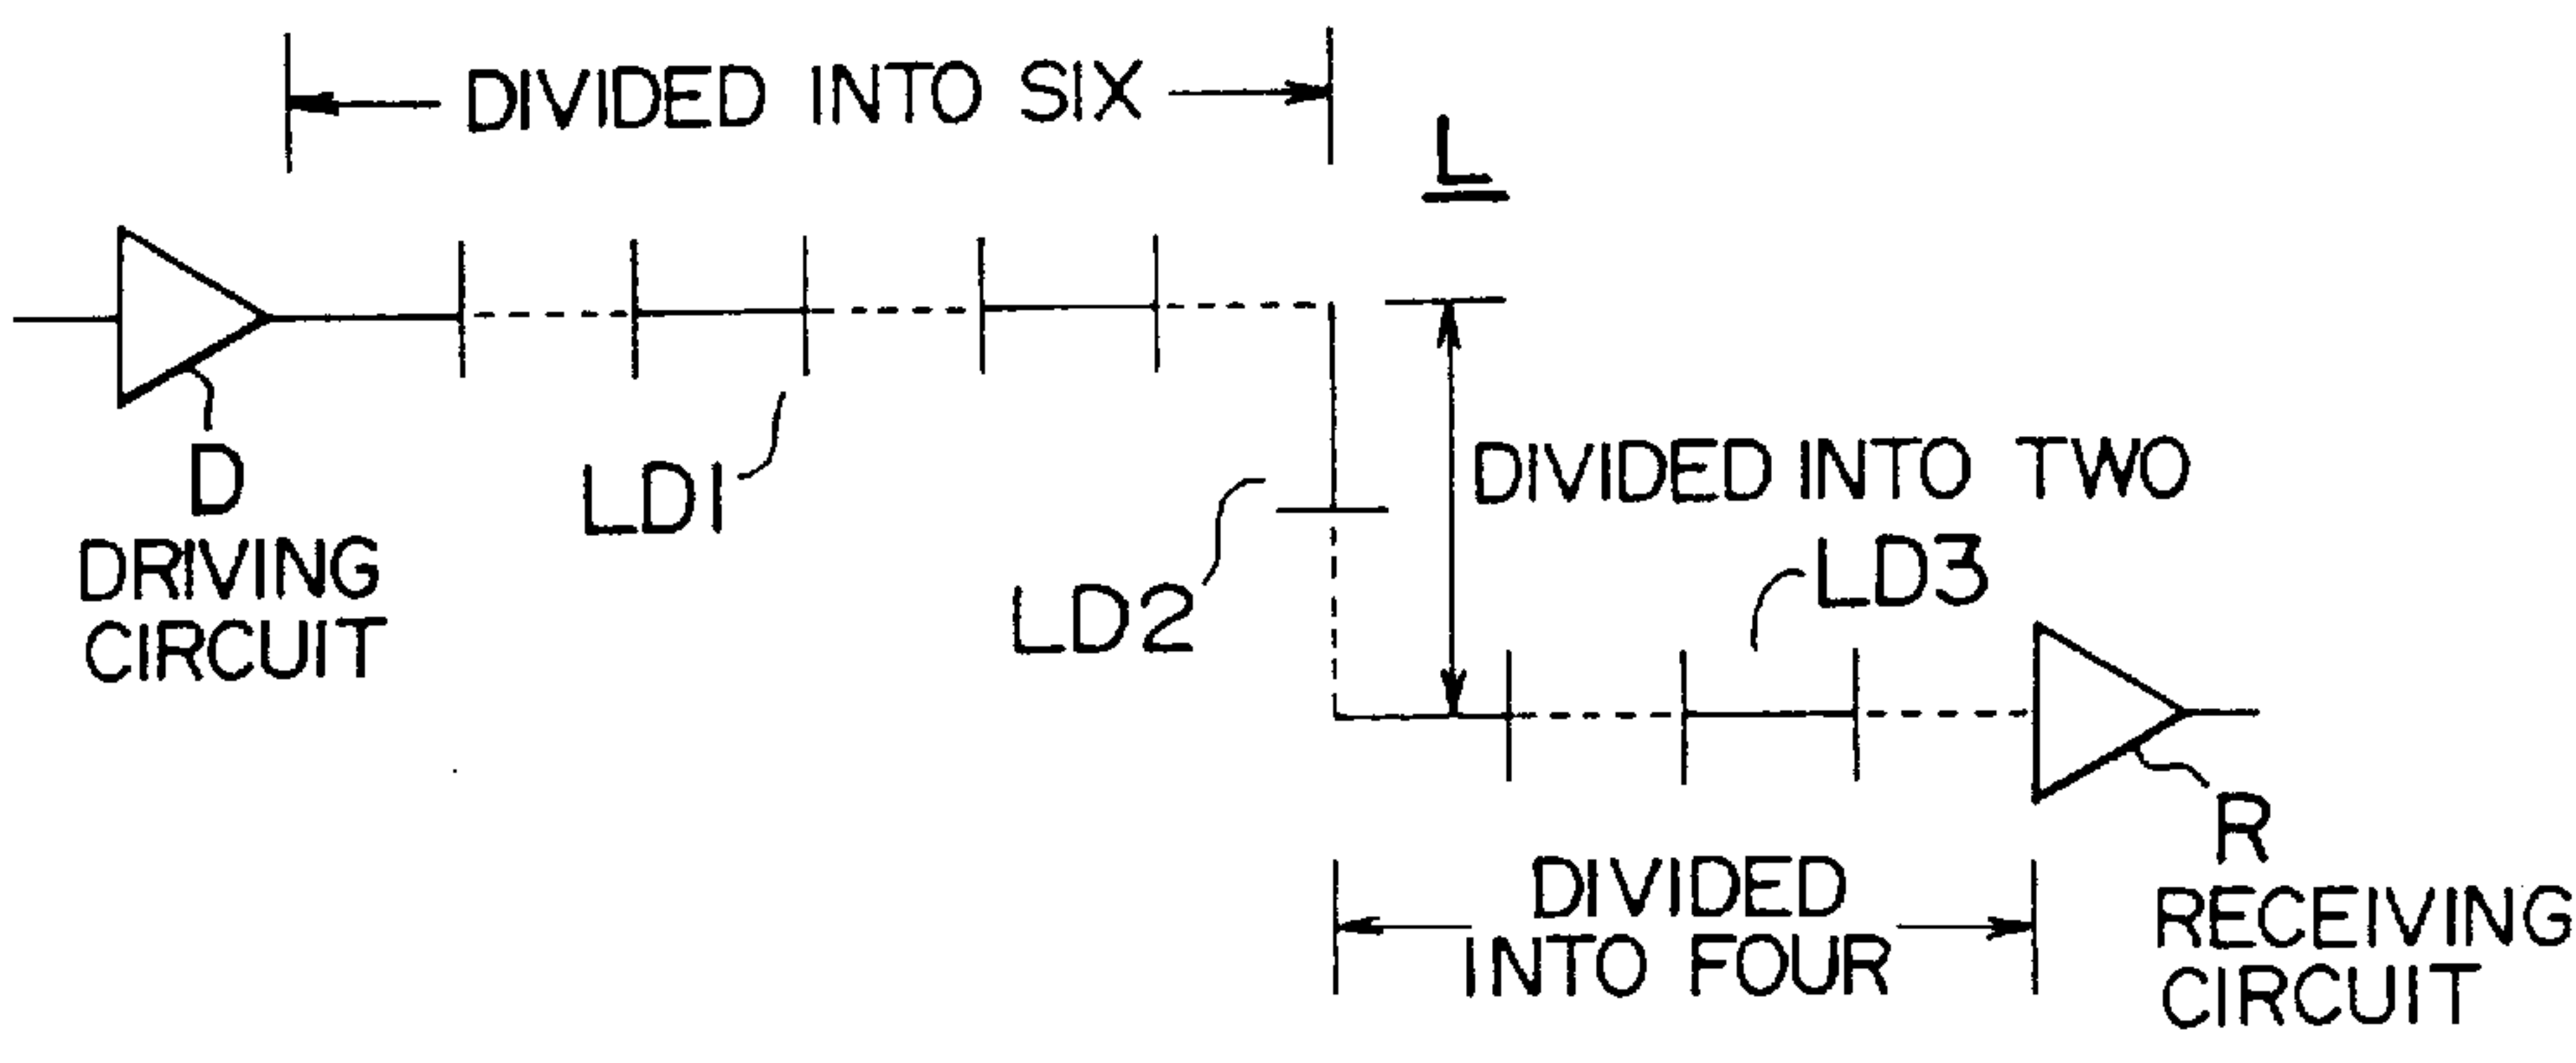 DIVIDED INTO SIX
L
D
DRIVING
CIRCUIT
LD1
LD2
DIVIDED INTO TWO
LD3
R
RECEIVING
CIRCUIT
DIVIDED
INTO FOUR